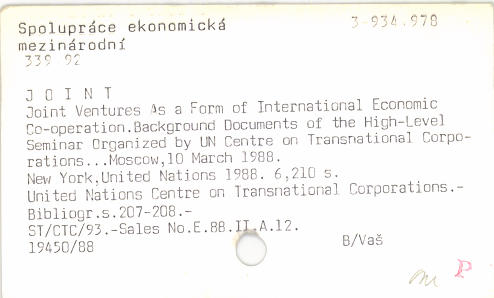 Spolupráce ekonomická 3-934.978
mezinárodní
339 92
J O I N T
Joint Ventures As a Form of International Economic
Co-operation.Background Documents of the High-Level
Seminar Organized by UN Centre on Transnational Corpo-
rations...Moscow,10 March 1988.
New York,United Nations 1988. 6,210 s.
United Nations Centre on Transnational Corporations.-
Bibliogr.s.207-208.-
ST/CTC/93.-Sales No.E.88.II.A.12.
19450/88 B/Vaš
P